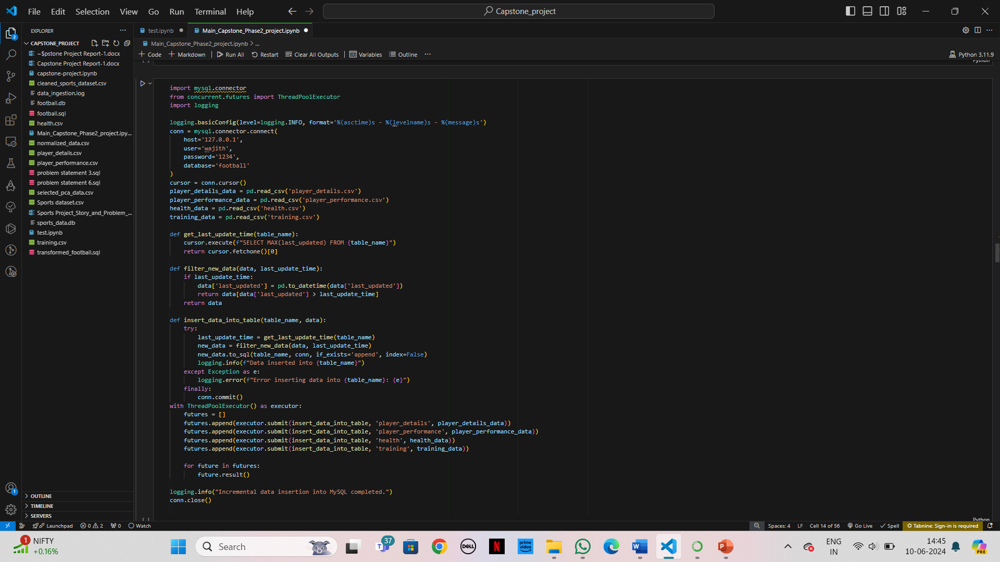 File Edit Selection View Go Run Terminal Help
Capstone_project
EXPLORER
CAPSTONE_PROJECT
~$pstone Project Report-1.docx
Capstone Project Report-1.docx
capstone-project.ipynb
cleaned_sports_dataset.csv
data_ingestion.log
football.db
football.sql
health.csv
Main_Capstone_Phase2_project.ipy...
normalized_data.csv
player_details.csv
player_performance.csv
problem statement 3.sql
problem statement 6.sql
selected_pca_data.csv
Sports dataset.csv
Sports Project_Story_and_Problem_...
sports_data.db
test.ipynb
training.csv
transformed_football.sql
OUTLINE
TIMELINE
SERVERS
2
1
test.ipynb
Main_Capstone_Phase2_project.ipynb
Main_Capstone_Phase2_project.ipynb > ...
+ Code + Markdown | Run All Restart Clear All Outputs | Variables Outline ...
Python 3.11.9
Python
import mysql.connector
from concurrent.futures import ThreadPoolExecutor
import logging
logging.basicConfig(level=logging.INFO, format='%(asctime)s - %(levelname)s - %(message)s')
conn = mysql.connector.connect(
host='127.0.0.1',
user='wajith',
password='1234',
database='football'
)
cursor = conn.cursor()
player_details_data = pd.read_csv('player_details.csv')
player_performance_data = pd.read_csv('player_performance.csv')
health_data = pd.read_csv('health.csv')
training_data = pd.read_csv('training.csv')
def get_last_update_time(table_name):
cursor.execute(f"SELECT MAX(last_updated) FROM {table_name}")
return cursor.fetchone()[0]
def filter_new_data(data, last_update_time):
if last_update_time:
data['last_updated'] = pd.to_datetime(data['last_updated'])
return data[data['last_updated'] > last_update_time]
return data
def insert_data_into_table(table_name, data):
try:
last_update_time = get_last_update_time(table_name)
new_data = filter_new_data(data, last_update_time)
new_data.to_sql(table_name, conn, if_exists='append', index=False)
logging.info(f"Data inserted into {table_name}")
except Exception as e:
logging.error(f"Error inserting data into {table_name}: {e}")
finally:
conn.commit()
with ThreadPoolExecutor() as executor:
futures = []
futures.append(executor.submit(insert_data_into_table, 'player_details', player_details_data))
futures.append(executor.submit(insert_data_into_table, 'player_performance', player_performance_data))
futures.append(executor.submit(insert_data_into_table, 'health', health_data))
futures.append(executor.submit(insert_data_into_table, 'training', training_data))
for future in futures:
future.result()
logging.info("Incremental data insertion into MySQL completed.")
conn.close()
[ ]
Python
Launchpad 0 2 0 Watch
Spaces: 4 LF Cell 14 of 56 Go Live Spell Tabnine: Sign-in is required
1
NIFTY
+0.16%
Search
37
DELL
N
prime video
W
P
ENG
IN
14:45
10-06-2024
PRE